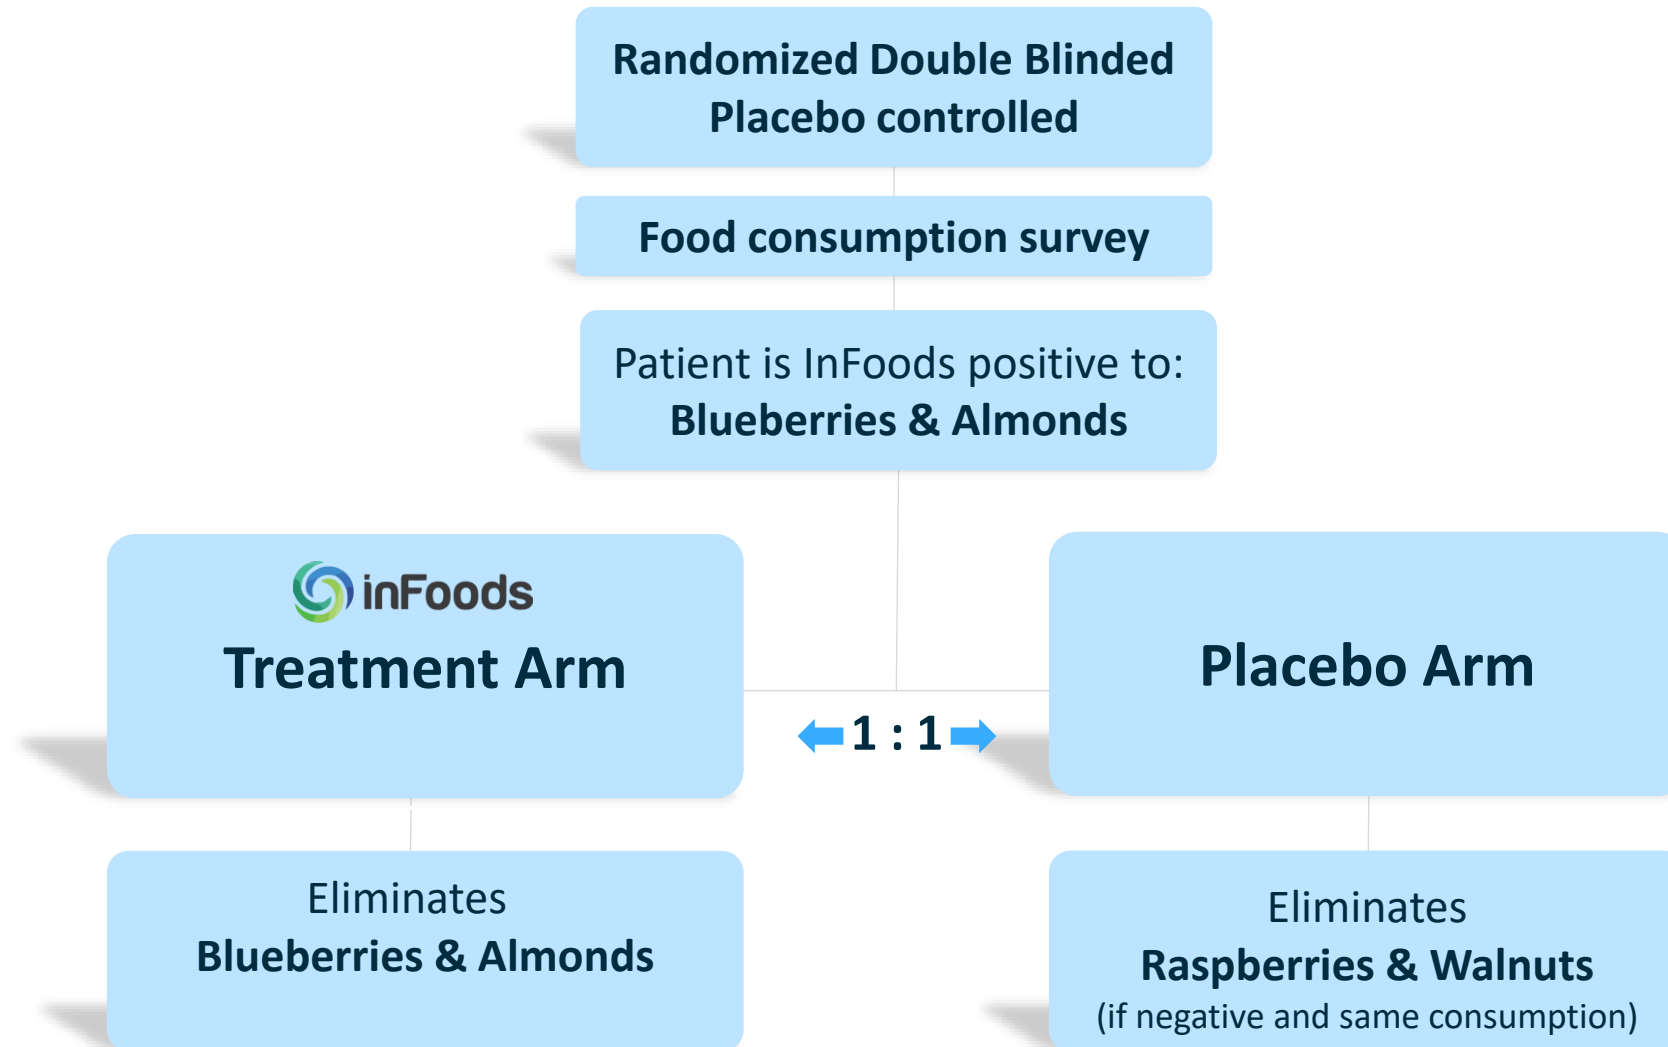 Randomized Double Blinded
Placebo controlled
Food consumption survey
Patient is InFoods positive to:
Blueberries & Almonds
inFoods
Treatment Arm
Placebo Arm
1 : 1
Eliminates
Blueberries & Almonds
Eliminates
Raspberries & Walnuts
(if negative and same consumption)